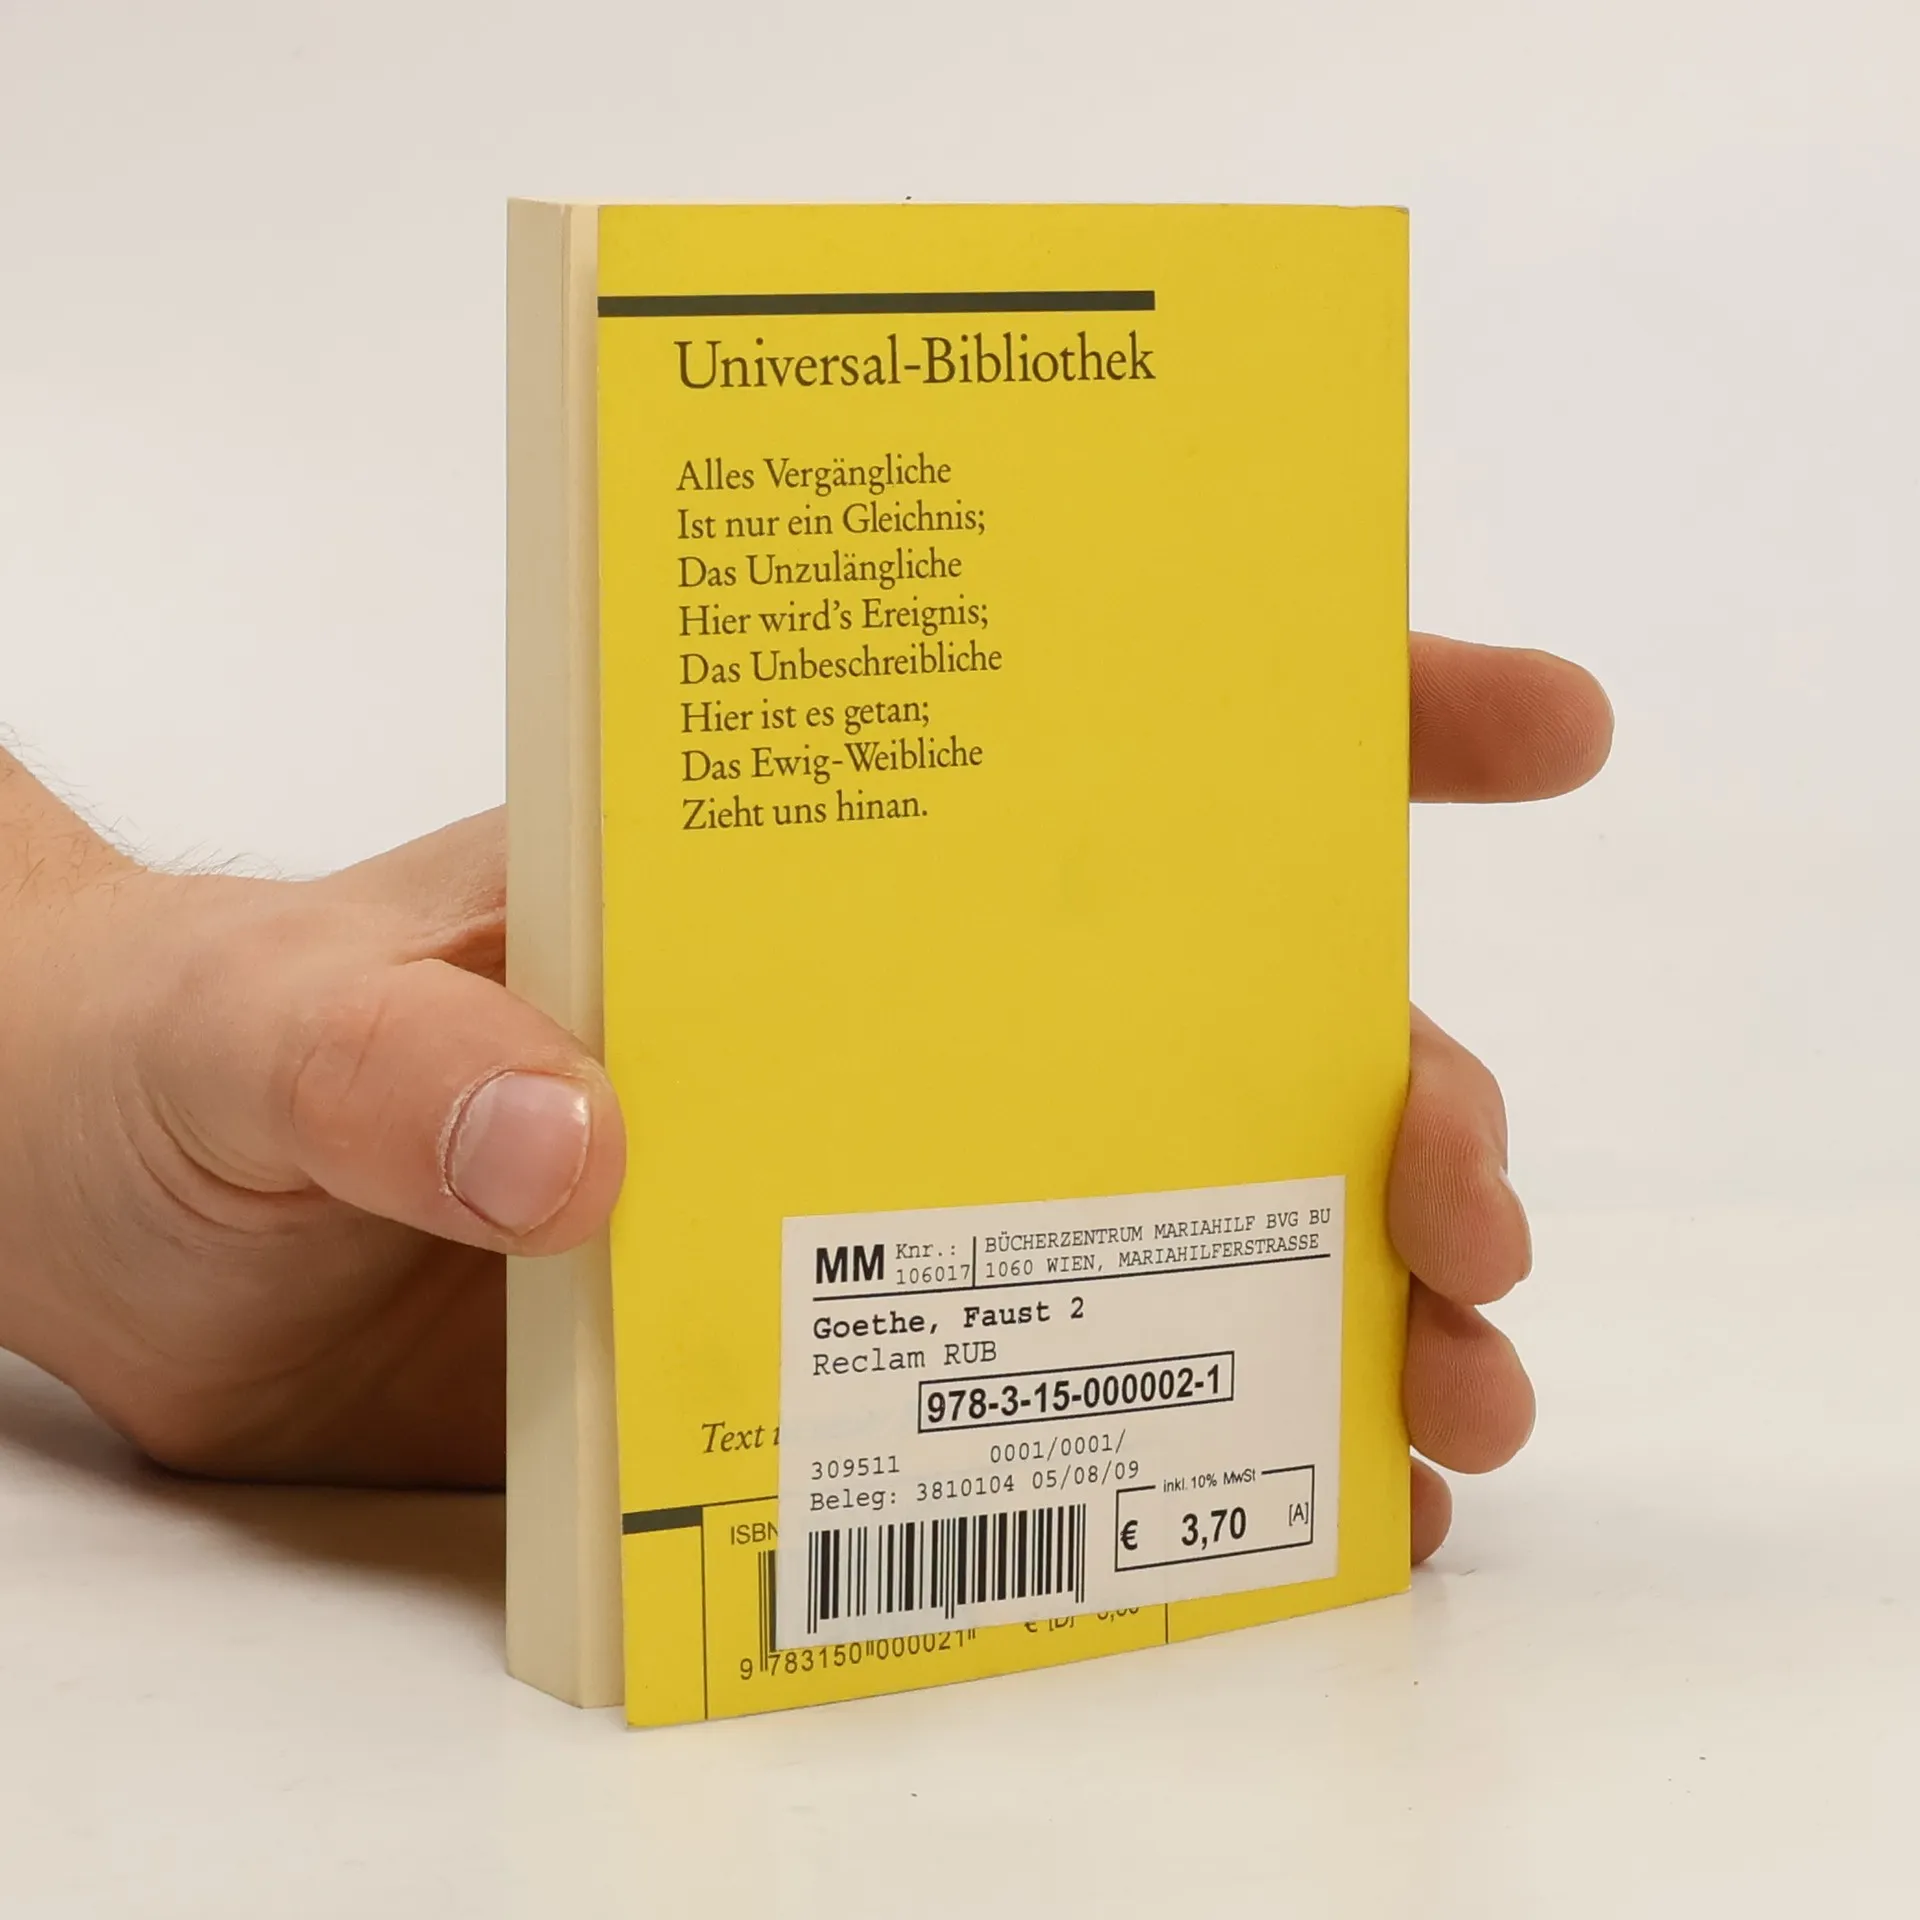 Universal-Bibliothek
Alles Vergängliche
Ist nur ein Gleichnis;
Das Unzulängliche
Hier wird’s Ereignis;
Das Unbeschreibliche
Hier ist es getan;
Das Ewig-Weibliche
Zieht uns hinan.
MM Knr.: 106017
BÜCHERZENTRUM MARIAHILF BVG BU
1060 WIEN, MARIAHILFERSTRASSE
Goethe, Faust 2
Reclam RUB
978-3-15-000002-1
Text
309511 0001/0001/
Beleg: 3810104 05/08/09
inkl. 10% MwSt
€ 3,70 [A]
ISBN
€ [D]
9 783150 000021